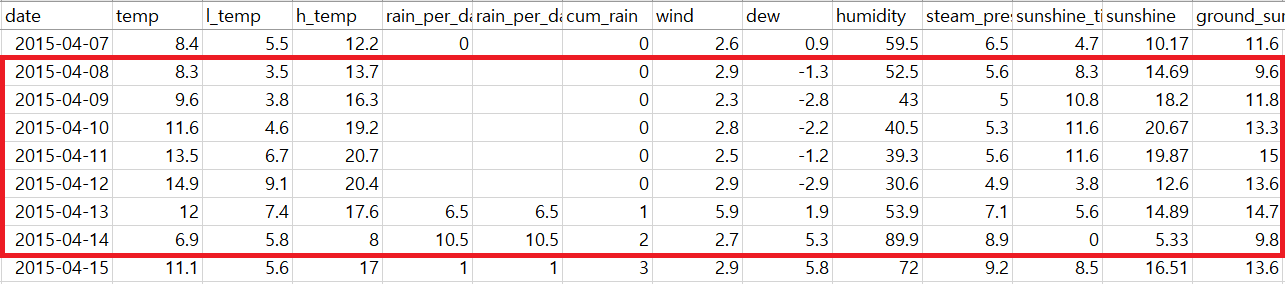 date temp l_temp h_temp rain_per_da rain_per_da cum_rain wind dew humidity steam_pres sunshine_ti sunshine ground_sur
2015-04-07 8.4 5.5 12.2 0 0 2.6 0.9 59.5 6.5 4.7 10.17 11.6
2015-04-08 8.3 3.5 13.7 0 2.9 -1.3 52.5 5.6 8.3 14.69 9.6
2015-04-09 9.6 3.8 16.3 0 2.3 -2.8 43 5 10.8 18.2 11.8
2015-04-10 11.6 4.6 19.2 0 2.8 -2.2 40.5 5.3 11.6 20.67 13.3
2015-04-11 13.5 6.7 20.7 0 2.5 -1.2 39.3 5.6 11.6 19.87 15
2015-04-12 14.9 9.1 20.4 0 2.9 -2.9 30.6 4.9 3.8 12.6 13.6
2015-04-13 12 7.4 17.6 6.5 6.5 1 5.9 1.9 53.9 7.1 5.6 14.89 14.7
2015-04-14 6.9 5.8 8 10.5 10.5 2 2.7 5.3 89.9 8.9 0 5.33 9.8
2015-04-15 11.1 5.6 17 1 1 3 2.9 5.8 72 9.2 8.5 16.51 13.6